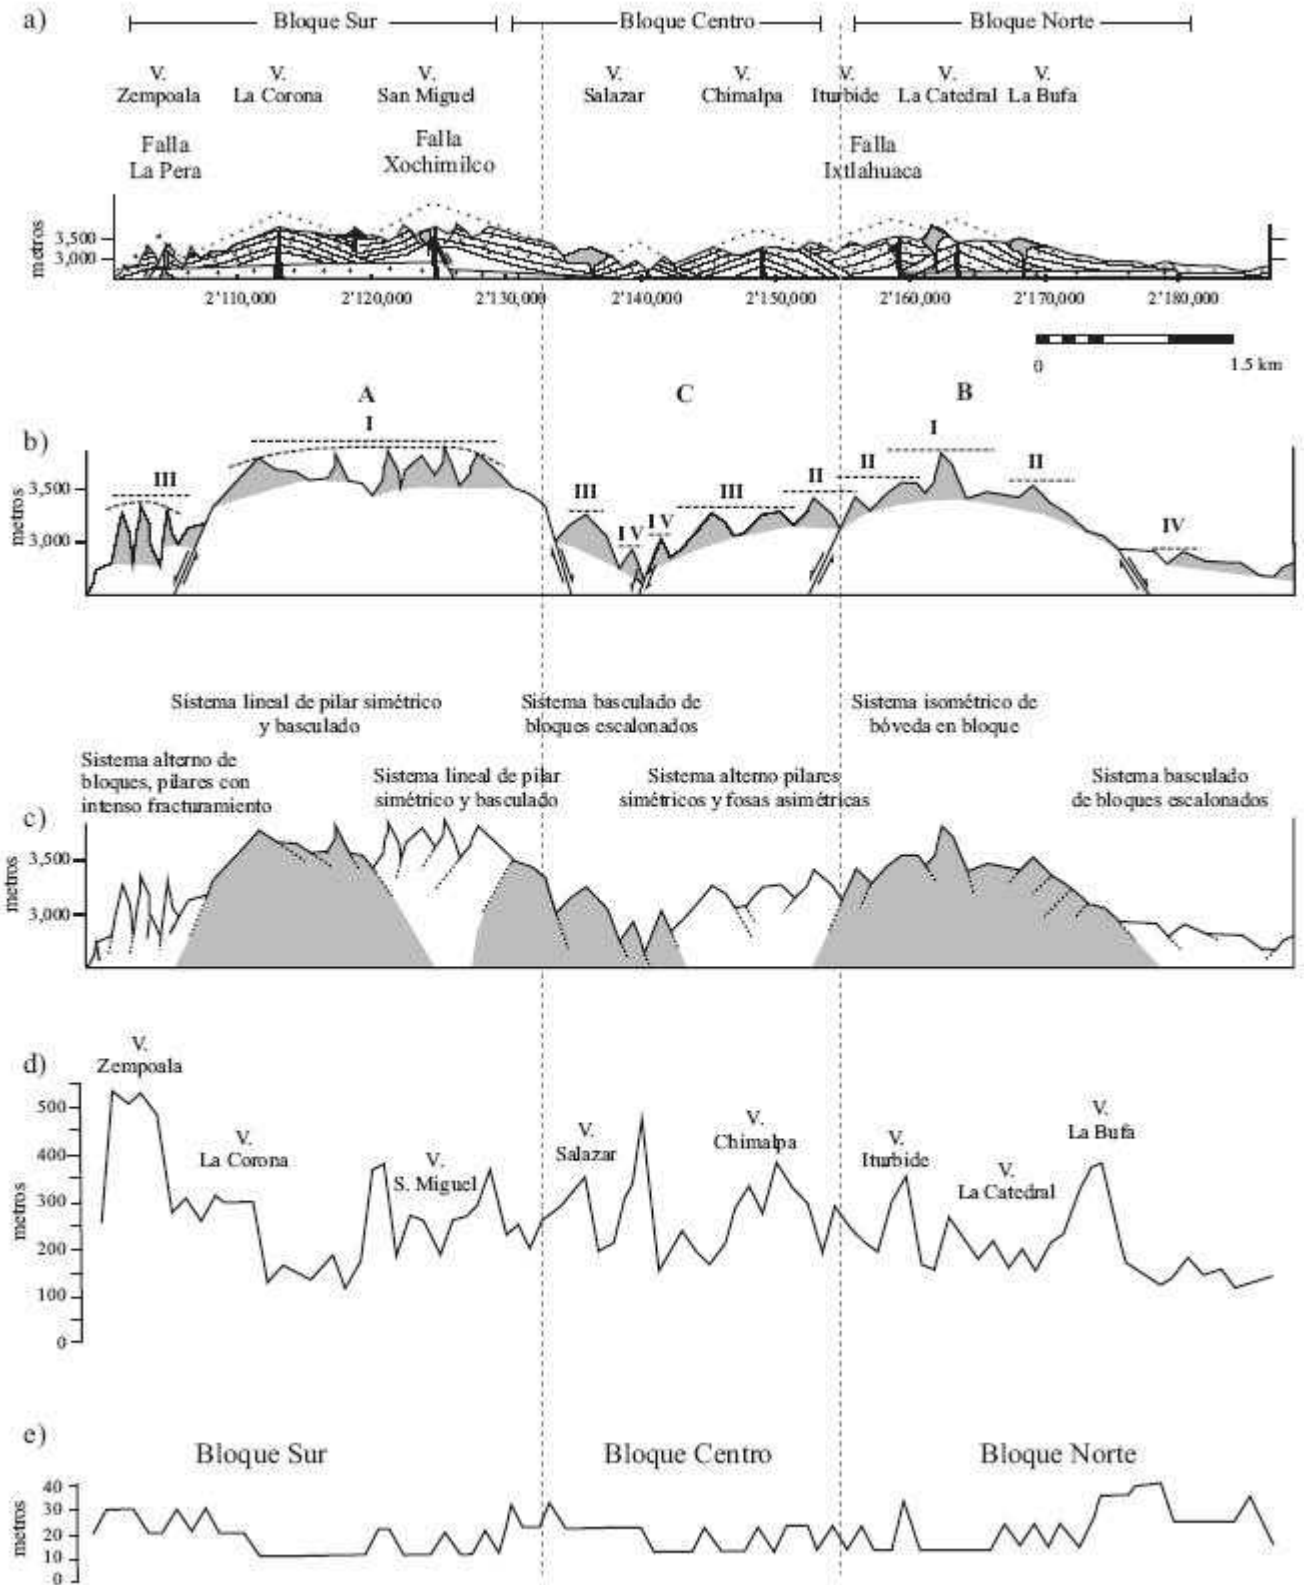 a)
Bloque Sur
Bloque Centro
Bloque Norte
V.
Zempoala
V.
La Corona
V.
San Miguel
V.
Salazar
V.
Chimalpa
V.
Iturbide
V.
La Catedral
V.
La Bufa
Falla
La Pera
Falla
Xochimilco
Falla
Ixtlahuaca
metros
3,500
3,000
2'110,000
2'120,000
2'130,000
2'140,000
2'150,000
2'160,000
2'170,000
2'180,000
0
1.5 km
b)
A
C
B
I
I
III
III
IV
IV
III
II
II
II
IV
metros
3,500
3,000
Sistema lineal de pilar simétrico
y basculado
Sistema basculado de
bloques escalonados
Sistema isométrico de
bóveda en bloque
Sistema alterno de
bloques, pilares con
intenso fracturamiento
Sistema lineal de pilar
simétrico y basculado
Sistema alterno pilares
simétricos y fosas asimétricas
Sistema basculado
de bloques escalonados
c)
metros
3,500
3,000
d)
V.
Zempoala
V.
La Corona
V.
S. Miguel
V.
Salazar
V.
Chimalpa
V.
Iturbide
V.
La Catedral
V.
La Bufa
metros
500
400
300
200
100
0
e)
Bloque Sur
Bloque Centro
Bloque Norte
metros
40
30
20
10
0